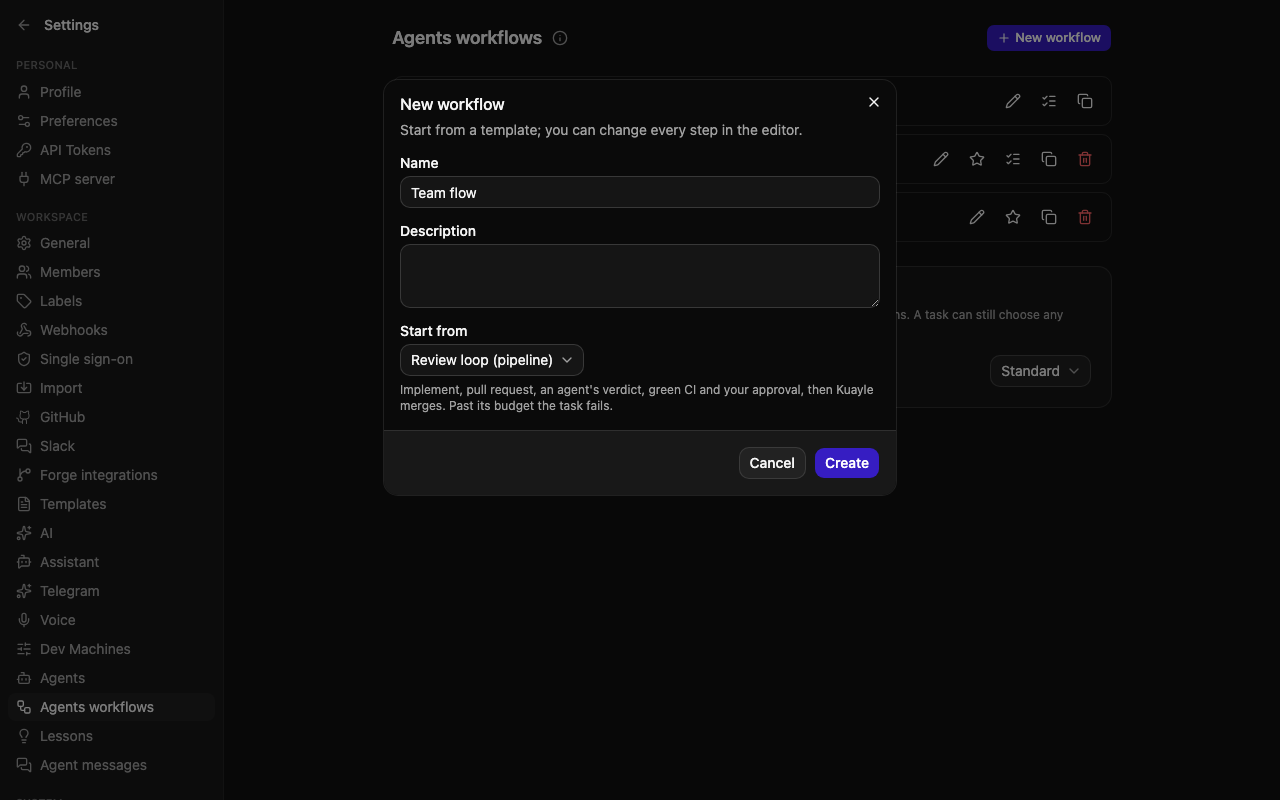 Settings
PERSONAL
Profile
Preferences
API Tokens
MCP server
WORKSPACE
General
Members
Labels
Webhooks
Single sign-on
Import
GitHub
Slack
Forge integrations
Templates
AI
Assistant
Telegram
Voice
Dev Machines
Agents
Agents workflows
Lessons
Agent messages
Agents workflows
New workflow
New workflow
Start from a template; you can change every step in the editor.
Name
Team flow
Description
Start from
Review loop (pipeline)
Implement, pull request, an agent's verdict, green CI and your approval, then Kuayle
merges. Past its budget the task fails.
Cancel
Create
A task can still choose any
Standard